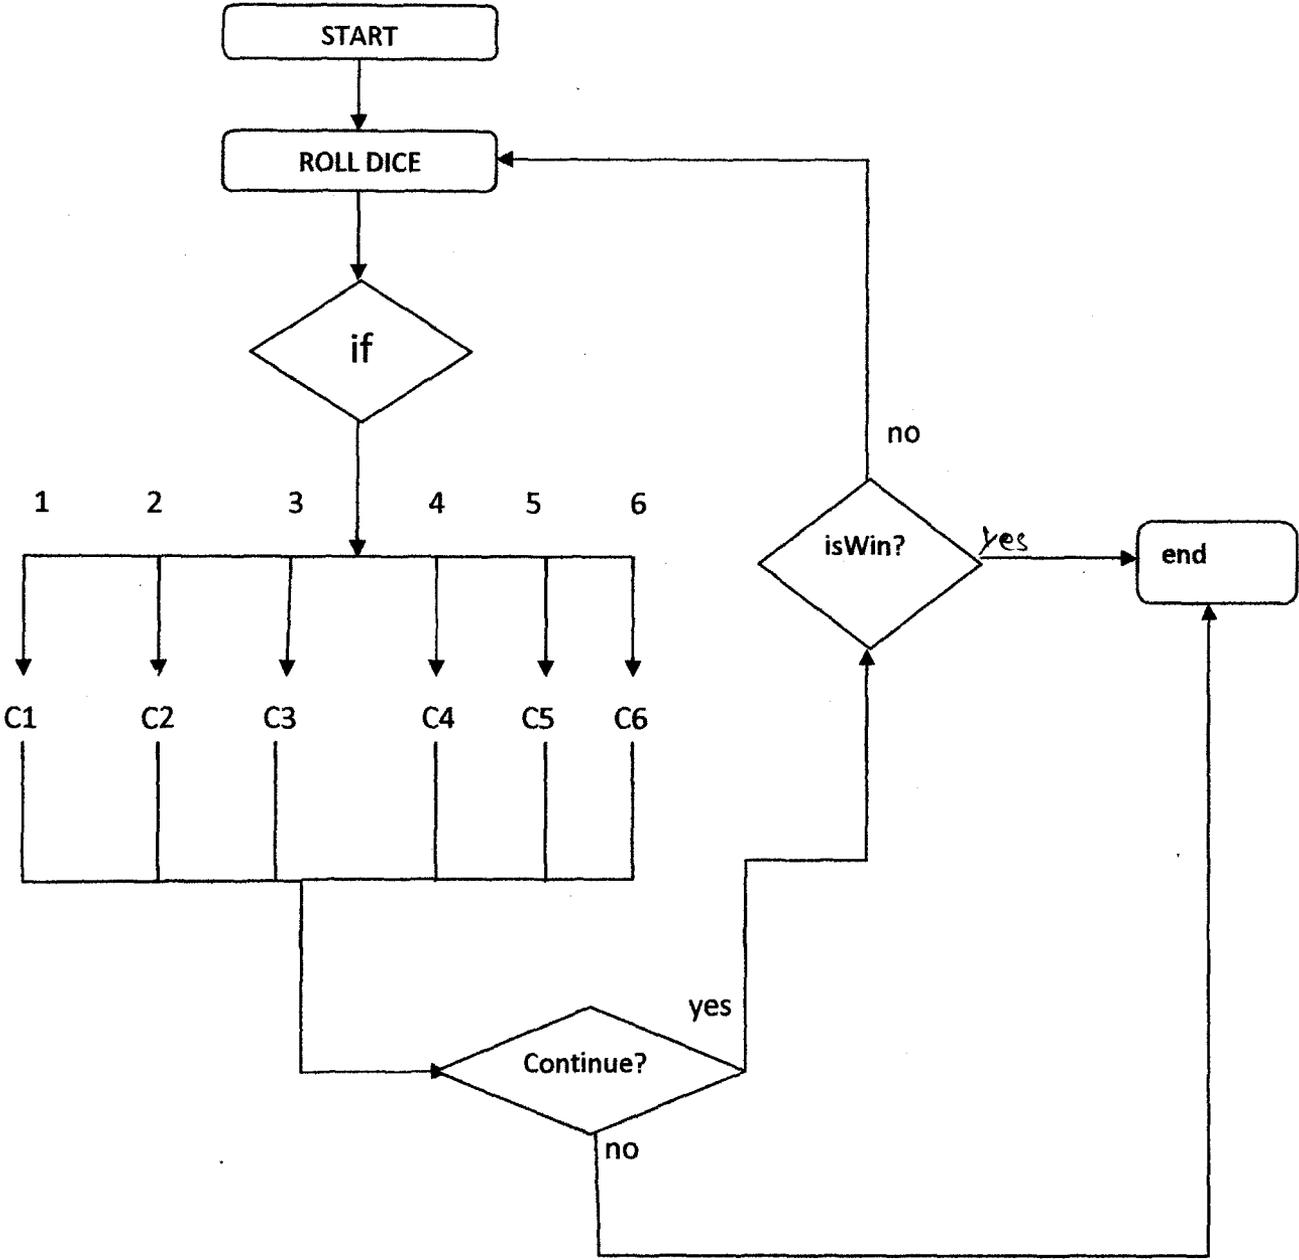 START
ROLL DICE
if
1 2 3 4 5 6
C1 C2 C3 C4 C5 C6
no
isWin?
yes
end
yes
Continue?
no